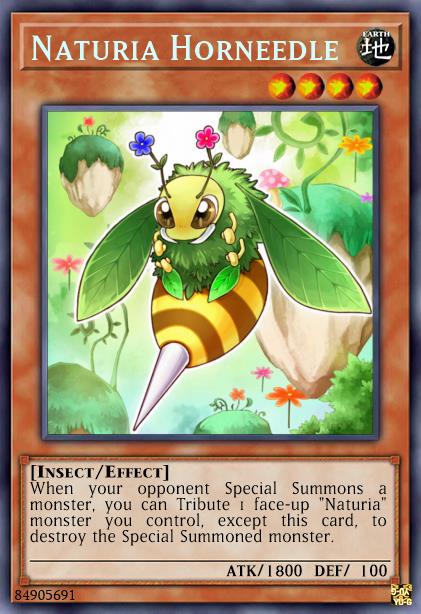 NATURIA HORNEEDLE
EARTH
地
[INSECT/EFFECT]
When your opponent Special Summons a
monster, you can Tribute 1 face-up "Naturia"
monster you control, except this card, to
destroy the Special Summoned monster.
ATK/1800 DEF/ 100
84905691